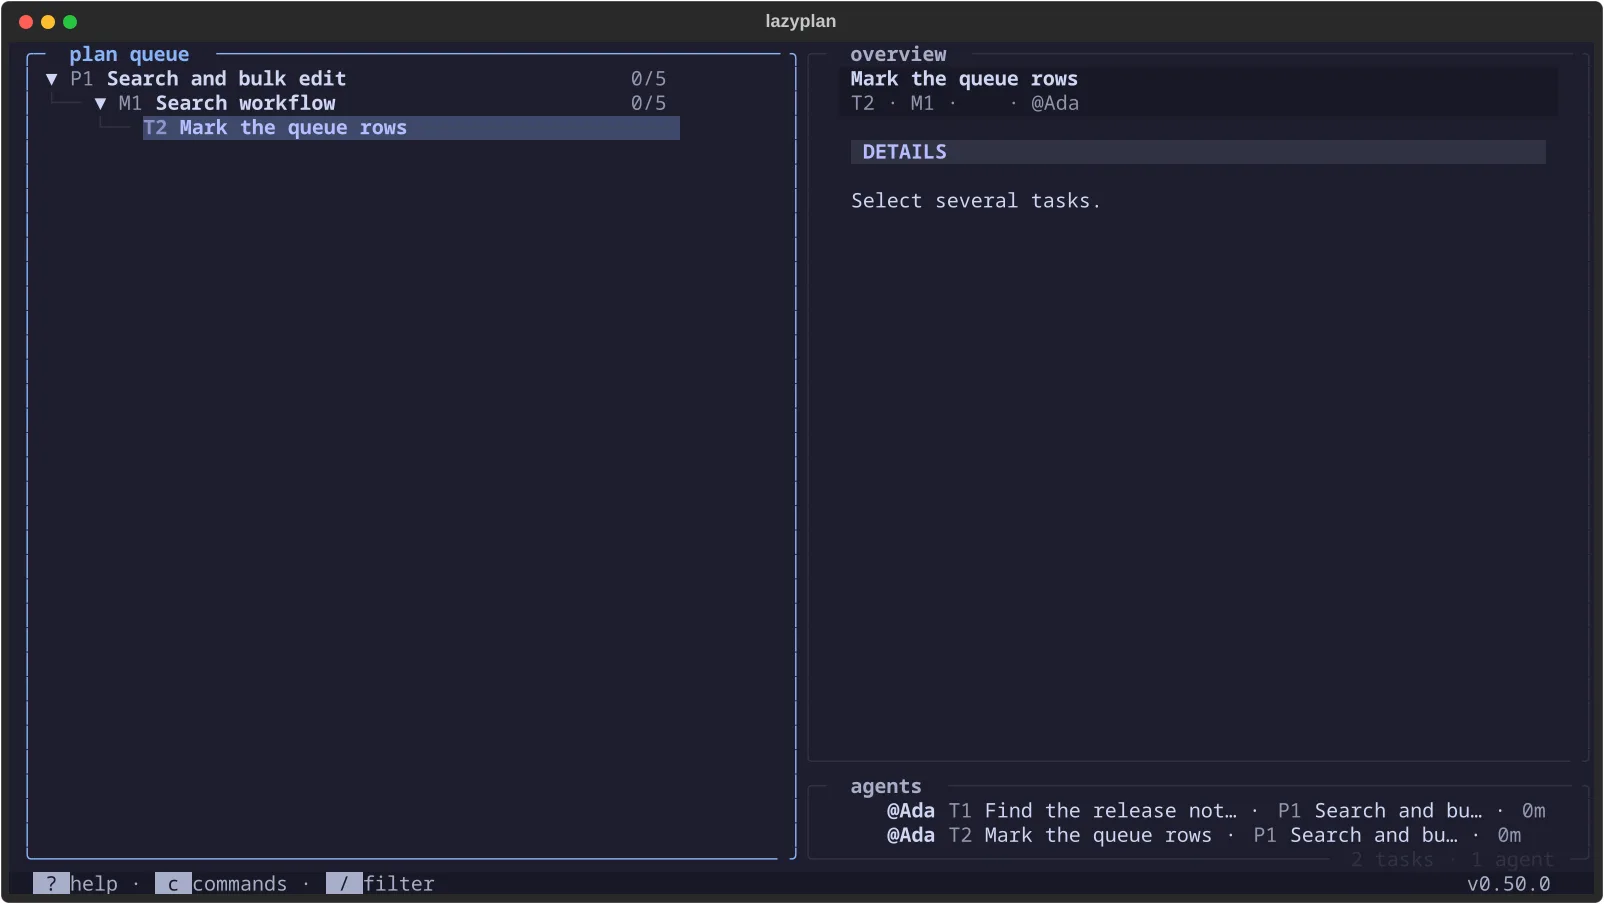 lazyplan
plan queue
▼ P1 Search and bulk edit 0/5
▼ M1 Search workflow 0/5
T2 Mark the queue rows
overview
Mark the queue rows
T2 · M1 · · @Ada
DETAILS
Select several tasks.
agents
@Ada T1 Find the release not… · P1 Search and bu… · 0m
@Ada T2 Mark the queue rows · P1 Search and bu… · 0m
2 tasks · 1 agent
? help · c commands · / filter
v0.50.0